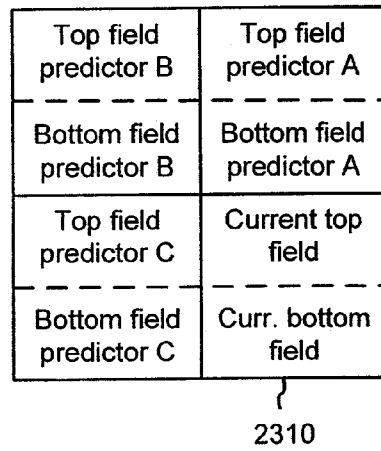 Top field
predictor B
Top field
predictor A
Bottom field
predictor B
Bottom field
predictor A
Top field
predictor C
Current top
field
Bottom field
predictor C
Curr. bottom
field
2310